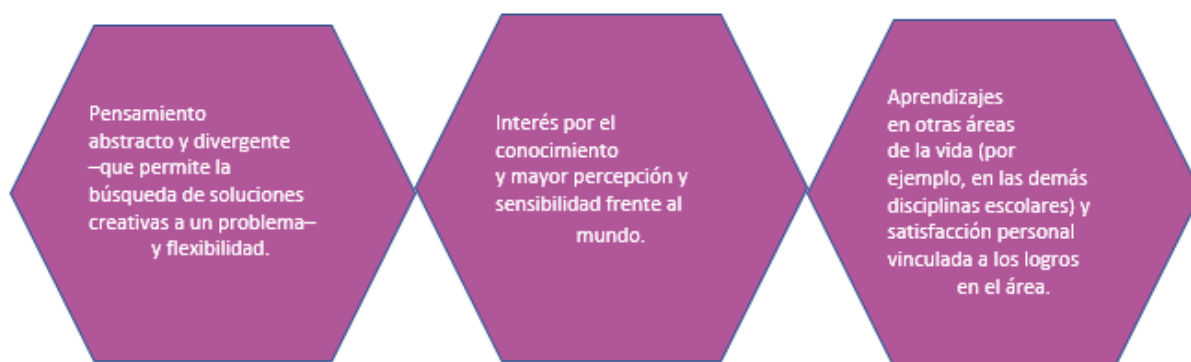 Pensamiento
abstracto y divergente
–que permite la
búsqueda de soluciones
creativas a un problema–
y flexibilidad.
Interés por el
conocimiento
y mayor percepción y
sensibilidad frente al
mundo.
Aprendizajes
en otras áreas
de la vida (por
ejemplo, en las demás
disciplinas escolares) y
satisfacción personal
vinculada a los logros
en el área.